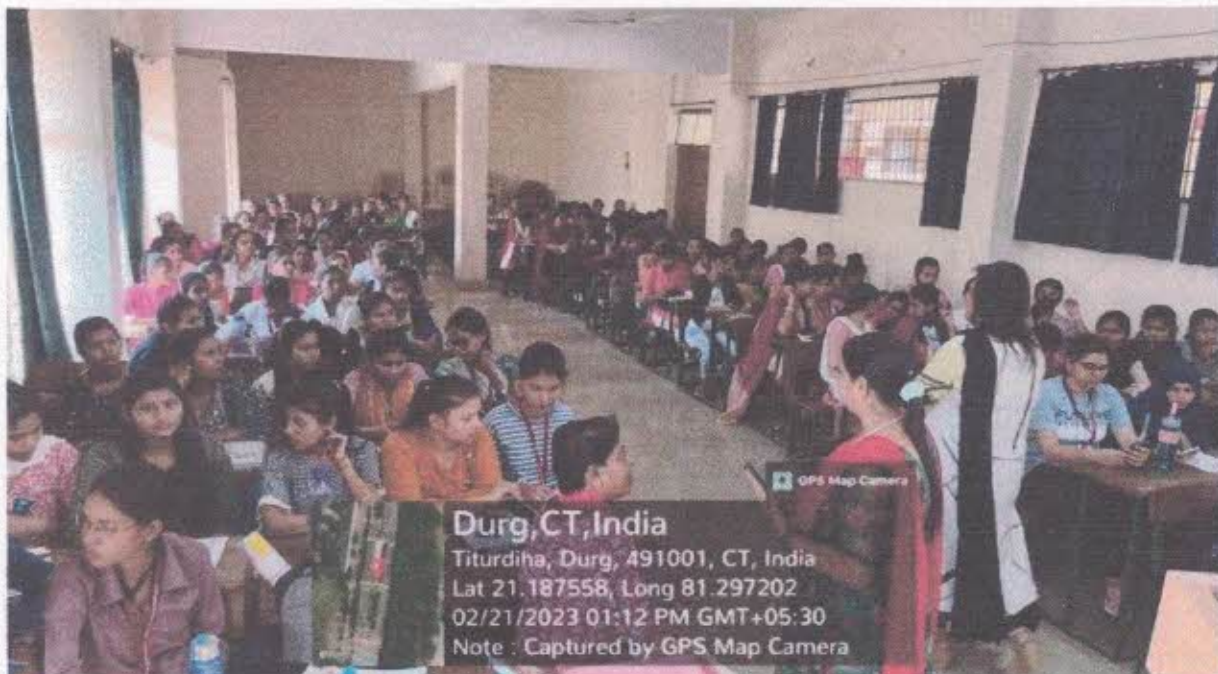 GPS Map Camera
Durg,CT,India
Titurdiha, Durg, 491001, CT, India
Lat 21.187558, Long 81.297202
02/21/2023 01:12 PM GMT+05:30
Note : Captured by GPS Map Camera